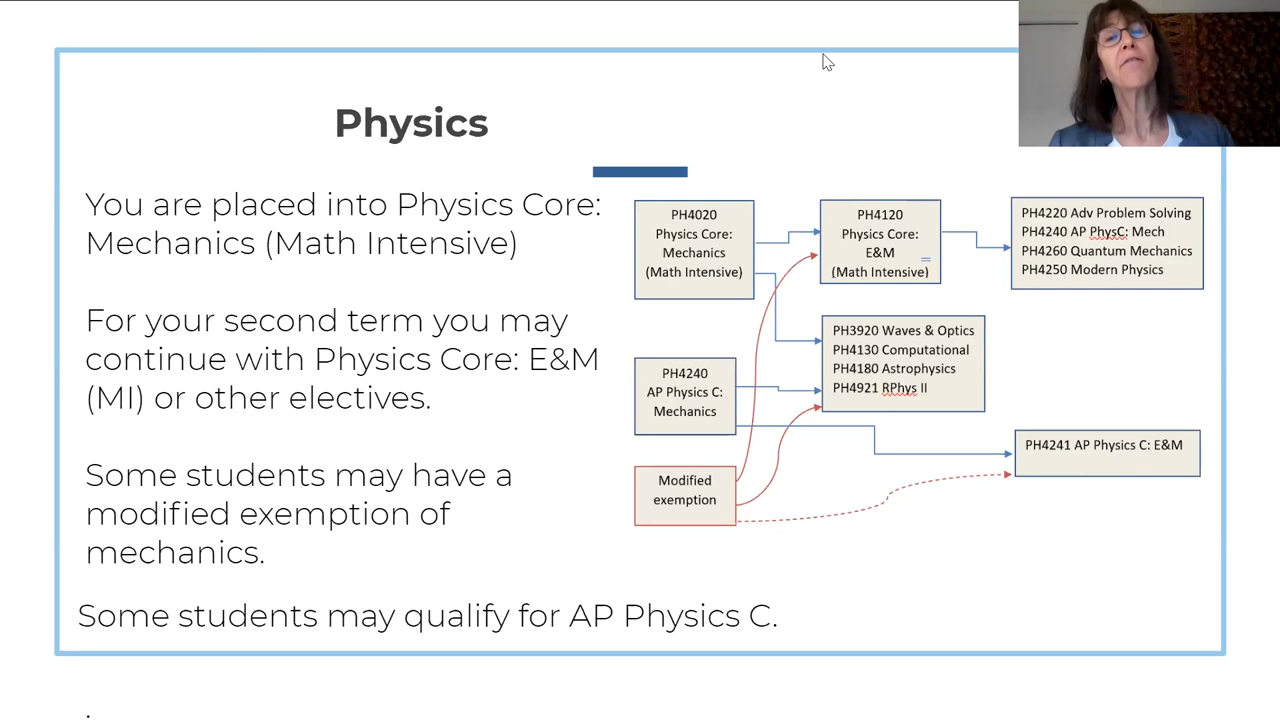 Physics
You are placed into Physics Core:
Mechanics (Math Intensive)
For your second term you may
continue with Physics Core: E&M
(MI) or other electives.
Some students may have a
modified exemption of
mechanics.
Some students may qualify for AP Physics C.
PH4020
Physics Core:
Mechanics
(Math Intensive)
PH4120
Physics Core:
E&M
(Math Intensive)
PH4220 Adv Problem Solving
PH4240 AP PhysC: Mech
PH4260 Quantum Mechanics
PH4250 Modern Physics
PH3920 Waves & Optics
PH4130 Computational
PH4180 Astrophysics
PH4921 RPhys II
PH4240
AP Physics C:
Mechanics
PH4241 AP Physics C: E&M
Modified
exemption
.